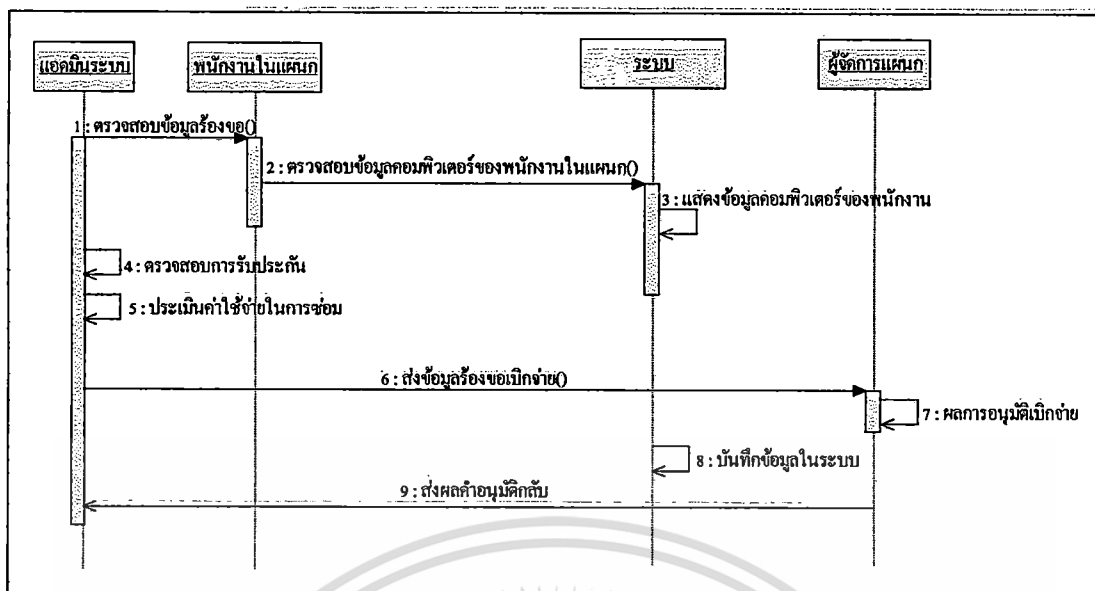 แอดมินระบบ
พนักงานในแผนก
ระบบ
ผู้จัดการแผนก
1 : ตรวจสอบข้อมูลร้องขอ()
2 : ตรวจสอบข้อมูลคอมพิวเตอร์ของพนักงานในแผนก()
3 : แสดงข้อมูลคอมพิวเตอร์ของพนักงาน
4 : ตรวจสอบการรับประกัน
5 : ประเมินค่าใช้จ่ายในการซ่อม
6 : ส่งข้อมูลร้องขอเบิกจ่าย()
7 : ผลการอนุมัติเบิกจ่าย
8 : บันทึกข้อมูลในระบบ
9 : ส่งผลคำอนุมัติกลับ